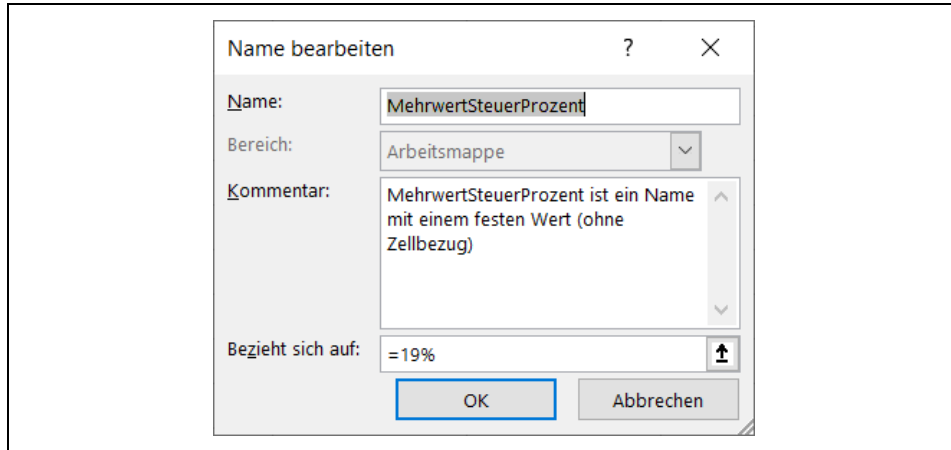 Name bearbeiten ?
Name: MehrwertSteuerProzent
Bereich: Arbeitsmappe
Kommentar: MehrwertSteuerProzent ist ein Name
mit einem festen Wert (ohne
Zellbezug)
Bezieht sich auf: =19%
OK Abbrechen